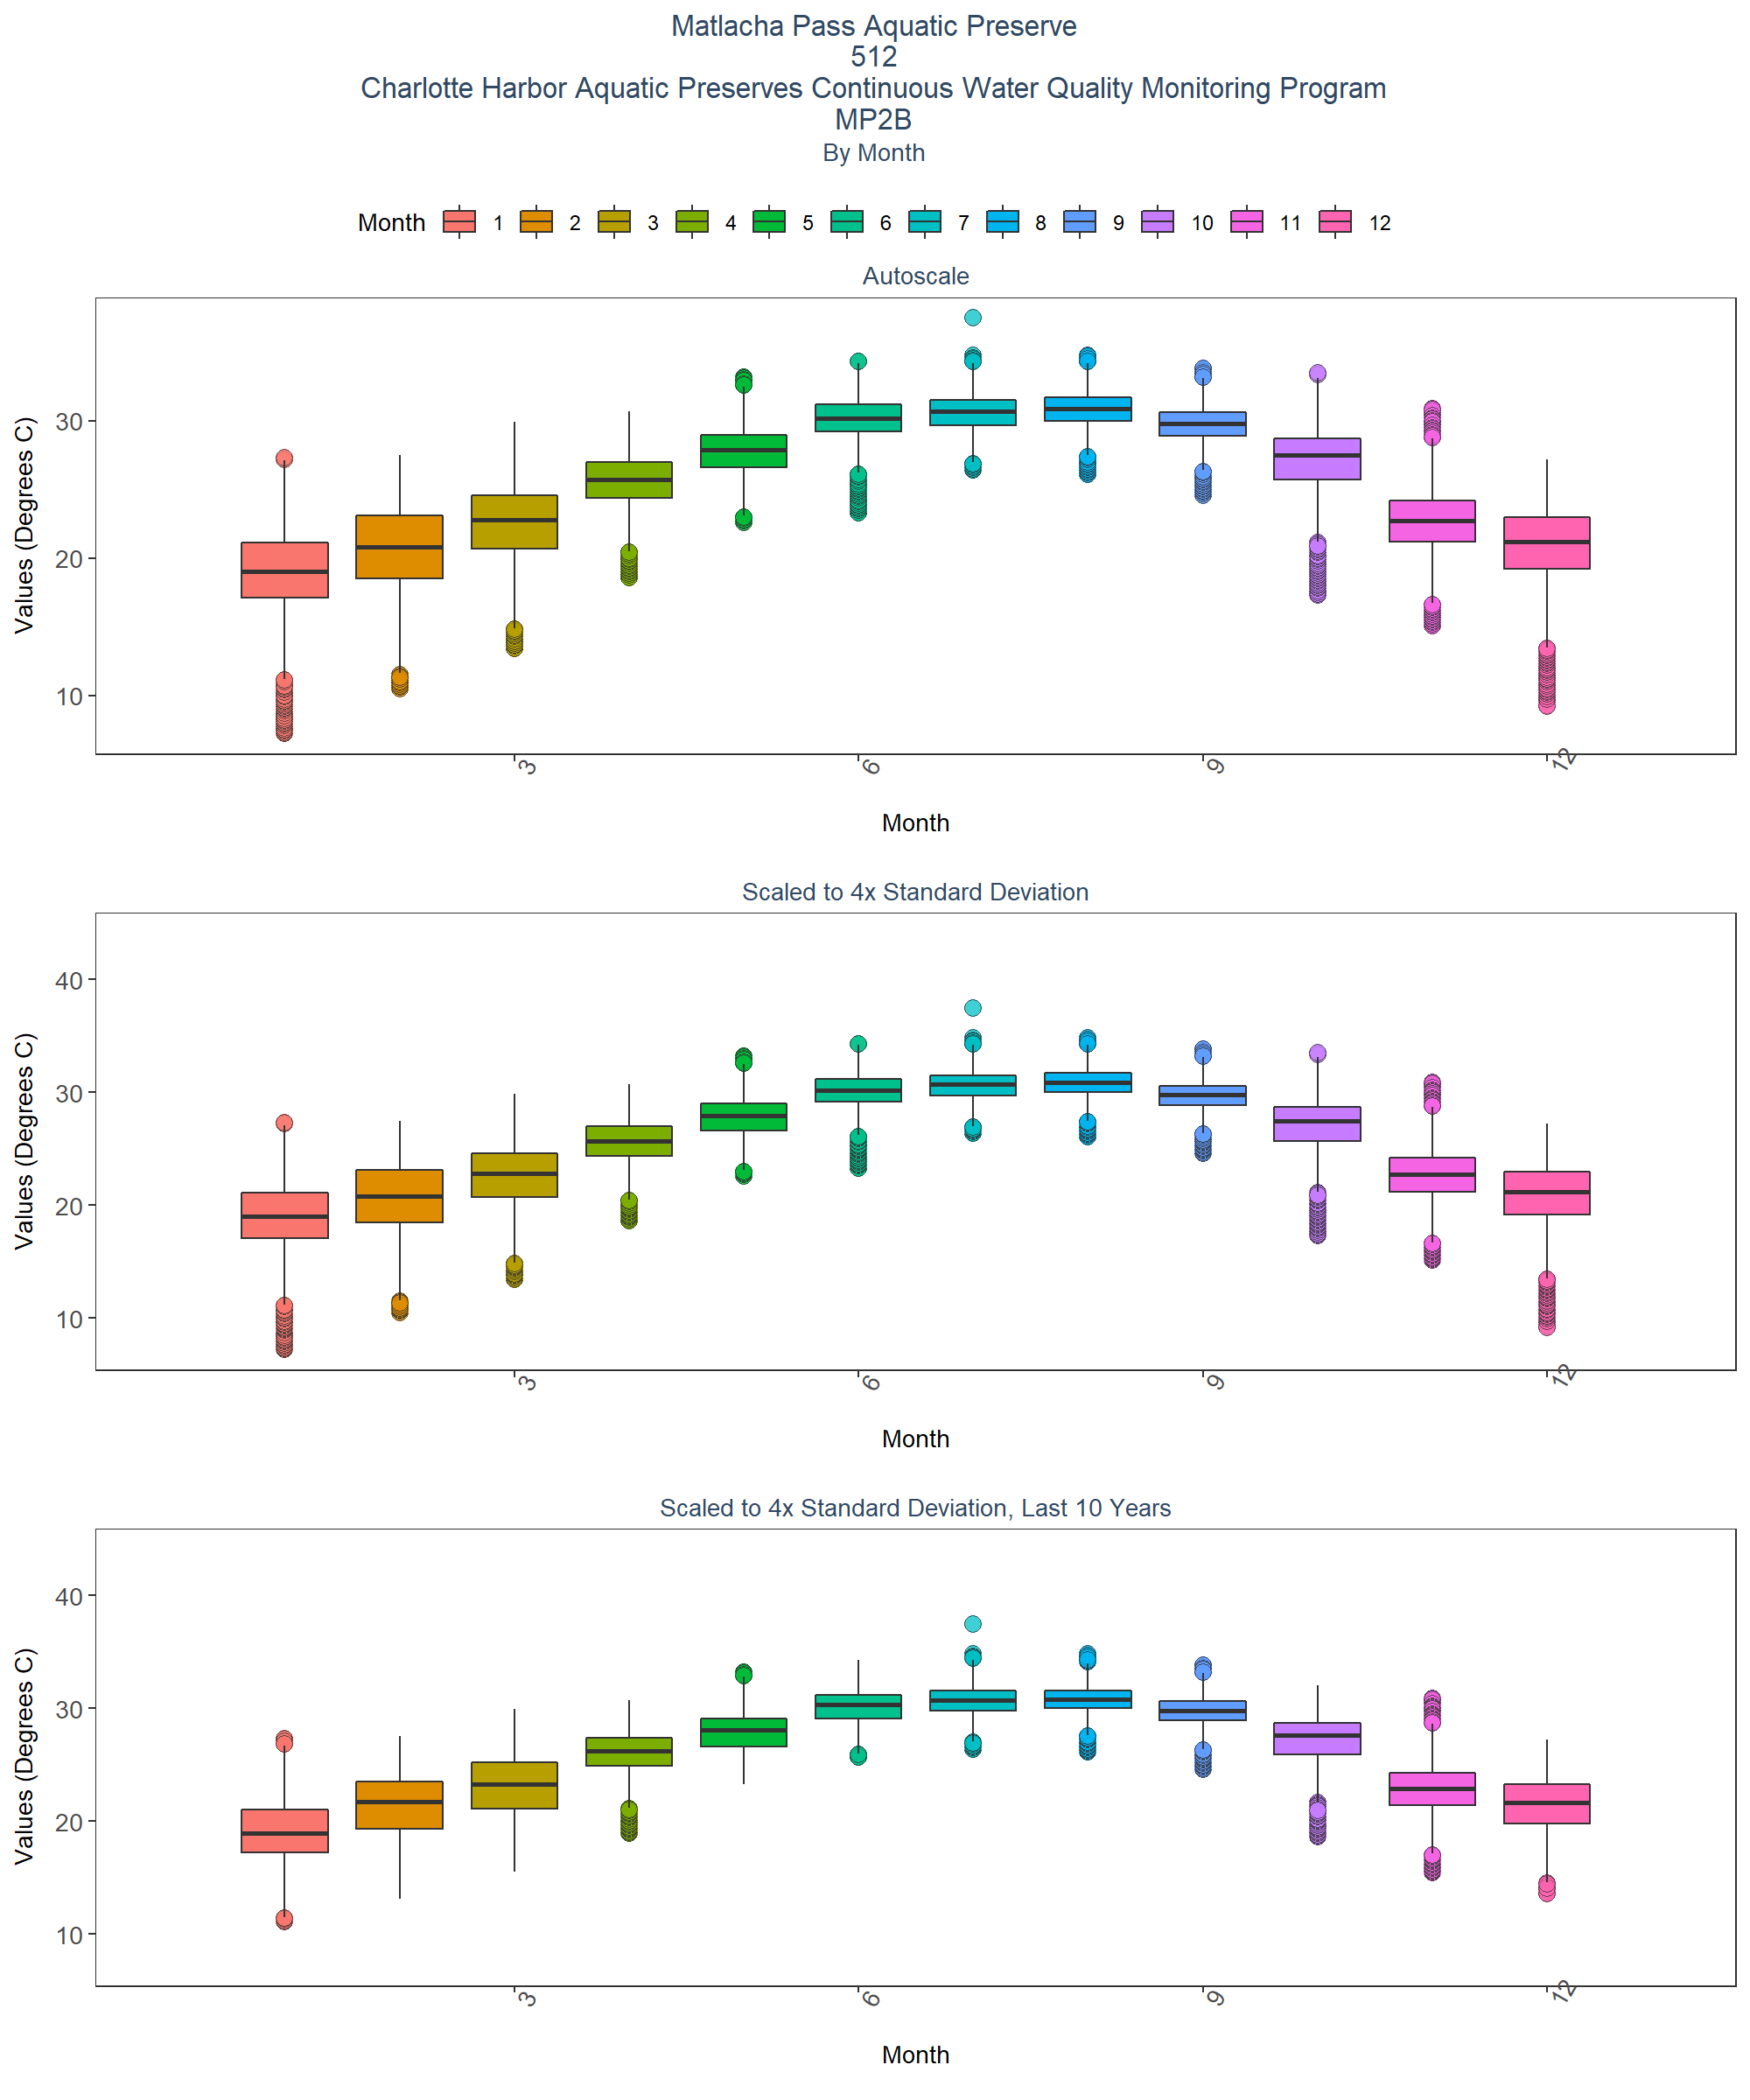 Matlacha Pass Aquatic Preserve
512
Charlotte Harbor Aquatic Preserves Continuous Water Quality Monitoring Program
MP2B
By Month
Month 1 2 3 4 5 6 7 8 9 10 11 12
Autoscale
Values (Degrees C)
30
20
10
3 6 9 12
Month
Scaled to 4x Standard Deviation
Values (Degrees C)
40
30
20
10
3 6 9 12
Month
Scaled to 4x Standard Deviation, Last 10 Years
Values (Degrees C)
40
30
20
10
3 6 9 12
Month